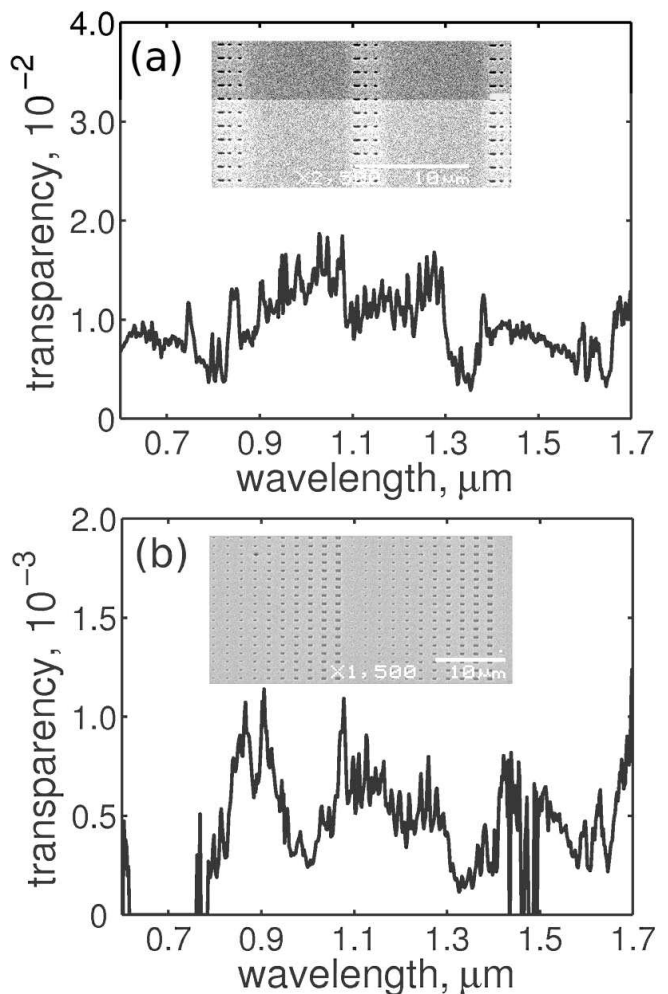 (a)
4.0
3.0
2.0
1.0
0
transparency, 10⁻²
X2,500 10μm
0.7 0.9 1.1 1.3 1.5 1.7
wavelength, μm
(b)
2.0
1.5
1.0
0.5
0
transparency, 10⁻³
X1,500 10μm
0.7 0.9 1.1 1.3 1.5 1.7
wavelength, μm